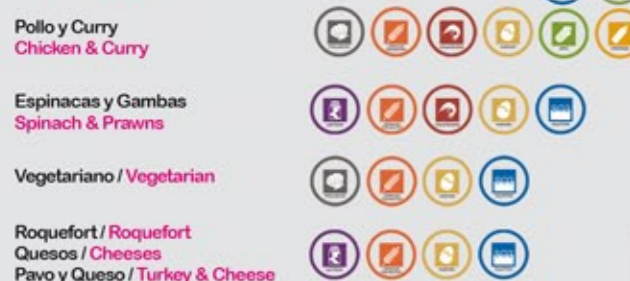 Pollo y Curry
Chicken & Curry
Espinacas y Gambas
Spinach & Prawns
Vegetariano / Vegetarian
Roquefort / Roquefort
Quesos / Cheeses
Pavo y Queso / Turkey & Cheese